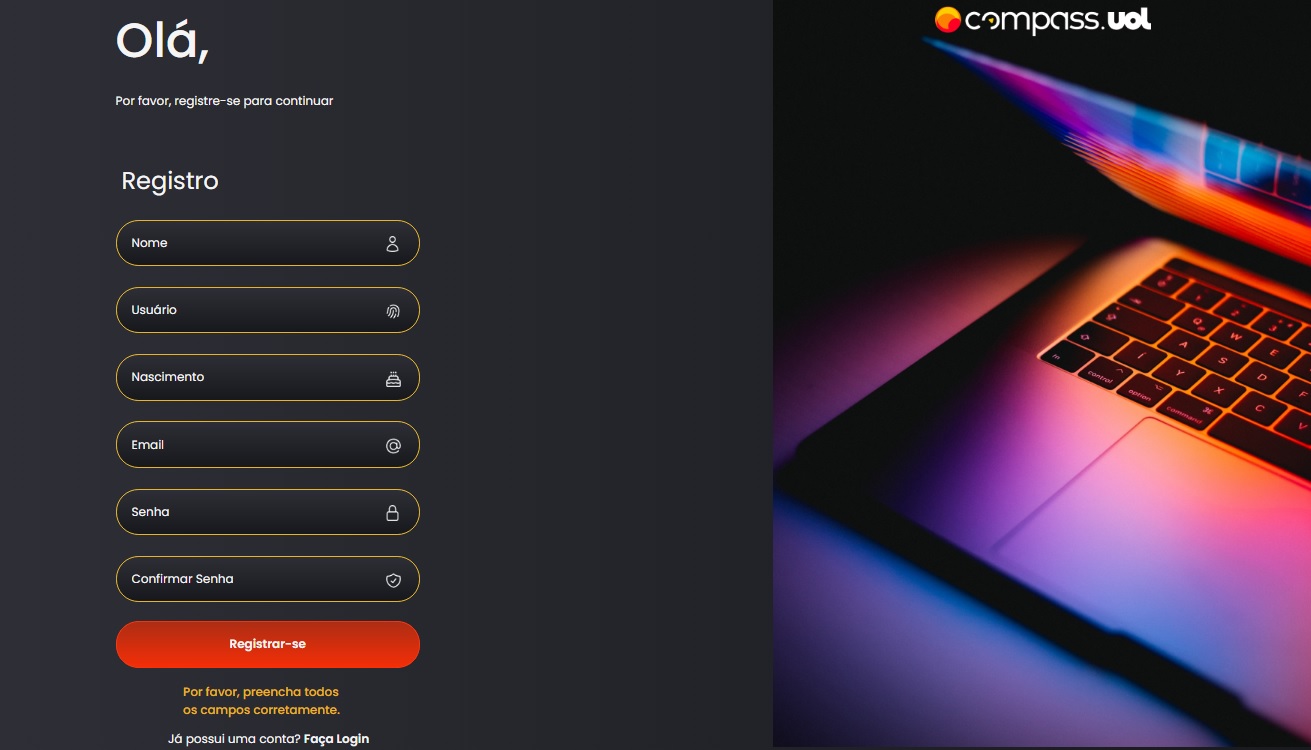 Olá,
Por favor, registre-se para continuar
Registro
Nome
Usuário
Nascimento
Email
Senha
Confirmar Senha
Registrar-se
Por favor, preencha todos
os campos corretamente.
Já possui uma conta? Faça Login
compass.uol
Q W E
A S D F
Y X C V
fn control option command